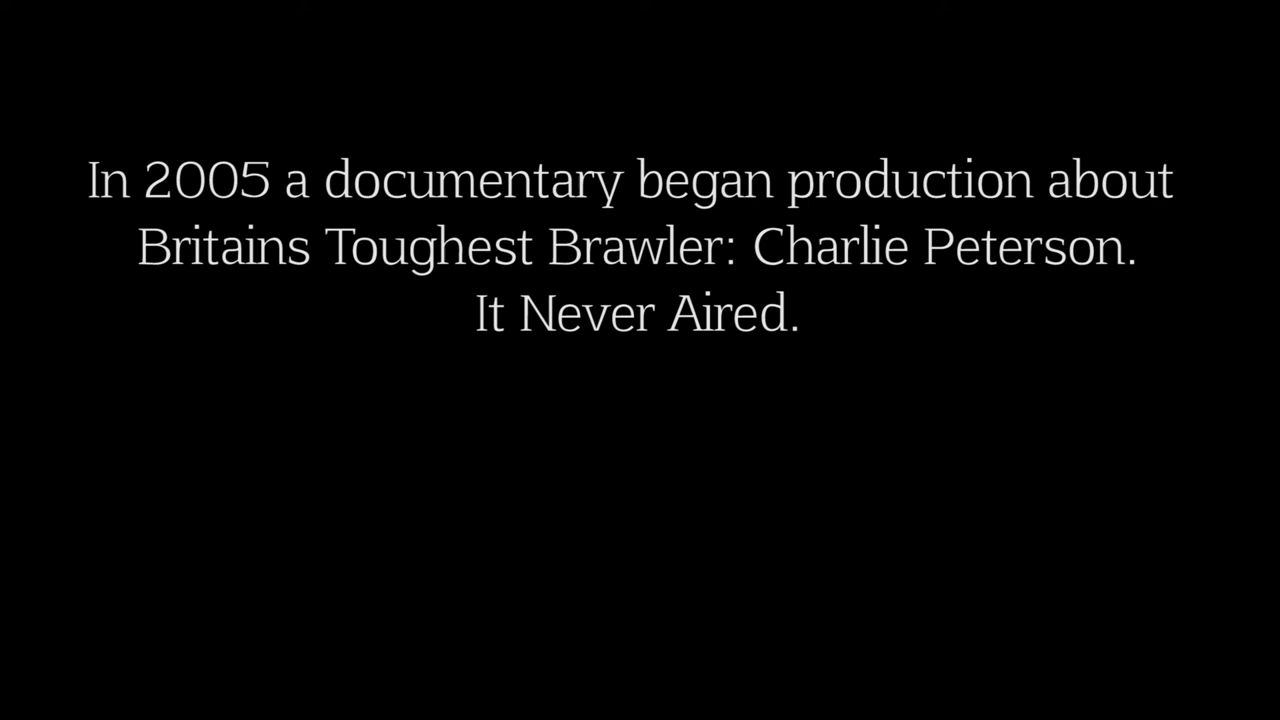 In 2005 a documentary began production about
Britains Toughest Brawler: Charlie Peterson.
It Never Aired.